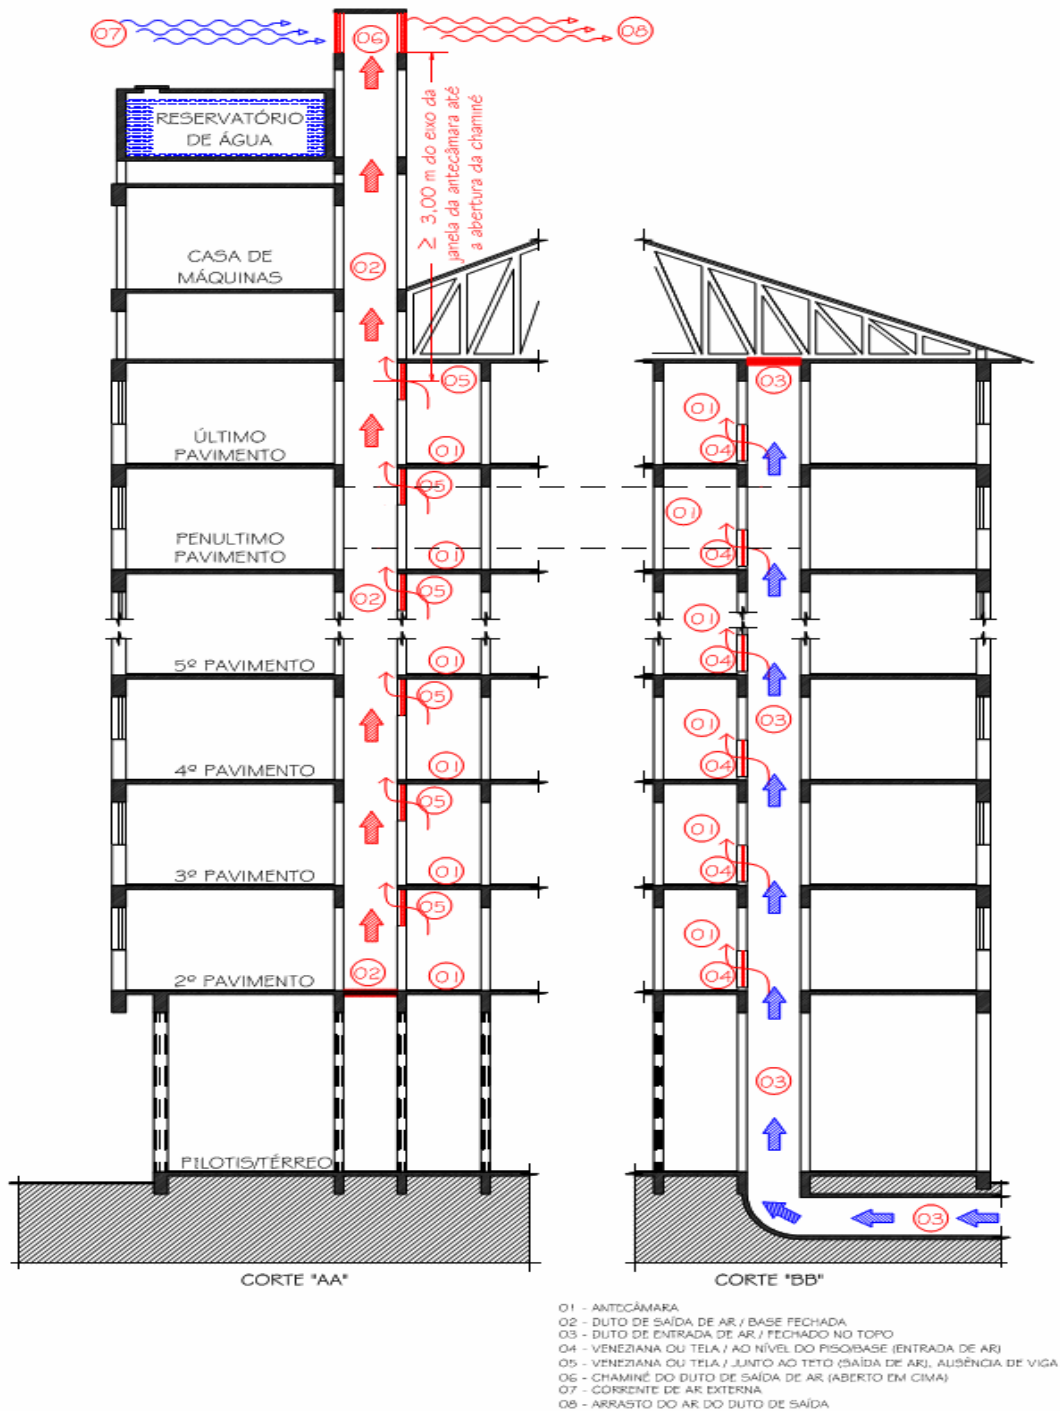 07
06
08
RESERVATÓRIO
DE ÁGUA
≥ 3,00 m do eixo da
janela da antecâmara até
a abertura da chaminé
CASA DE
MÁQUINAS
02
05
03
01
ÚLTIMO
PAVIMENTO
01
04
05
01
PENULTIMO
PAVIMENTO
01
04
02
05
01
5º PAVIMENTO
01
04
05
03
01
4º PAVIMENTO
01
04
05
01
3º PAVIMENTO
01
04
05
01
2º PAVIMENTO
02
01
04
03
PILOTIS/TÉRREO
03
CORTE "AA"
CORTE "BB"
01 - ANTECÂMARA
02 - DUTO DE SAÍDA DE AR / BASE FECHADA
03 - DUTO DE ENTRADA DE AR / FECHADO NO TOPO
04 - VENEZIANA OU TELA / AO NÍVEL DO PISO/BASE (ENTRADA DE AR)
05 - VENEZIANA OU TELA / JUNTO AO TETO (SAÍDA DE AR), AUSÊNCIA DE VIGA
06 - CHAMINÉ DO DUTO DE SAÍDA DE AR (ABERTO EM CIMA)
07 - CORRENTE DE AR EXTERNA
08 - ARRASTO DO AR DO DUTO DE SAÍDA